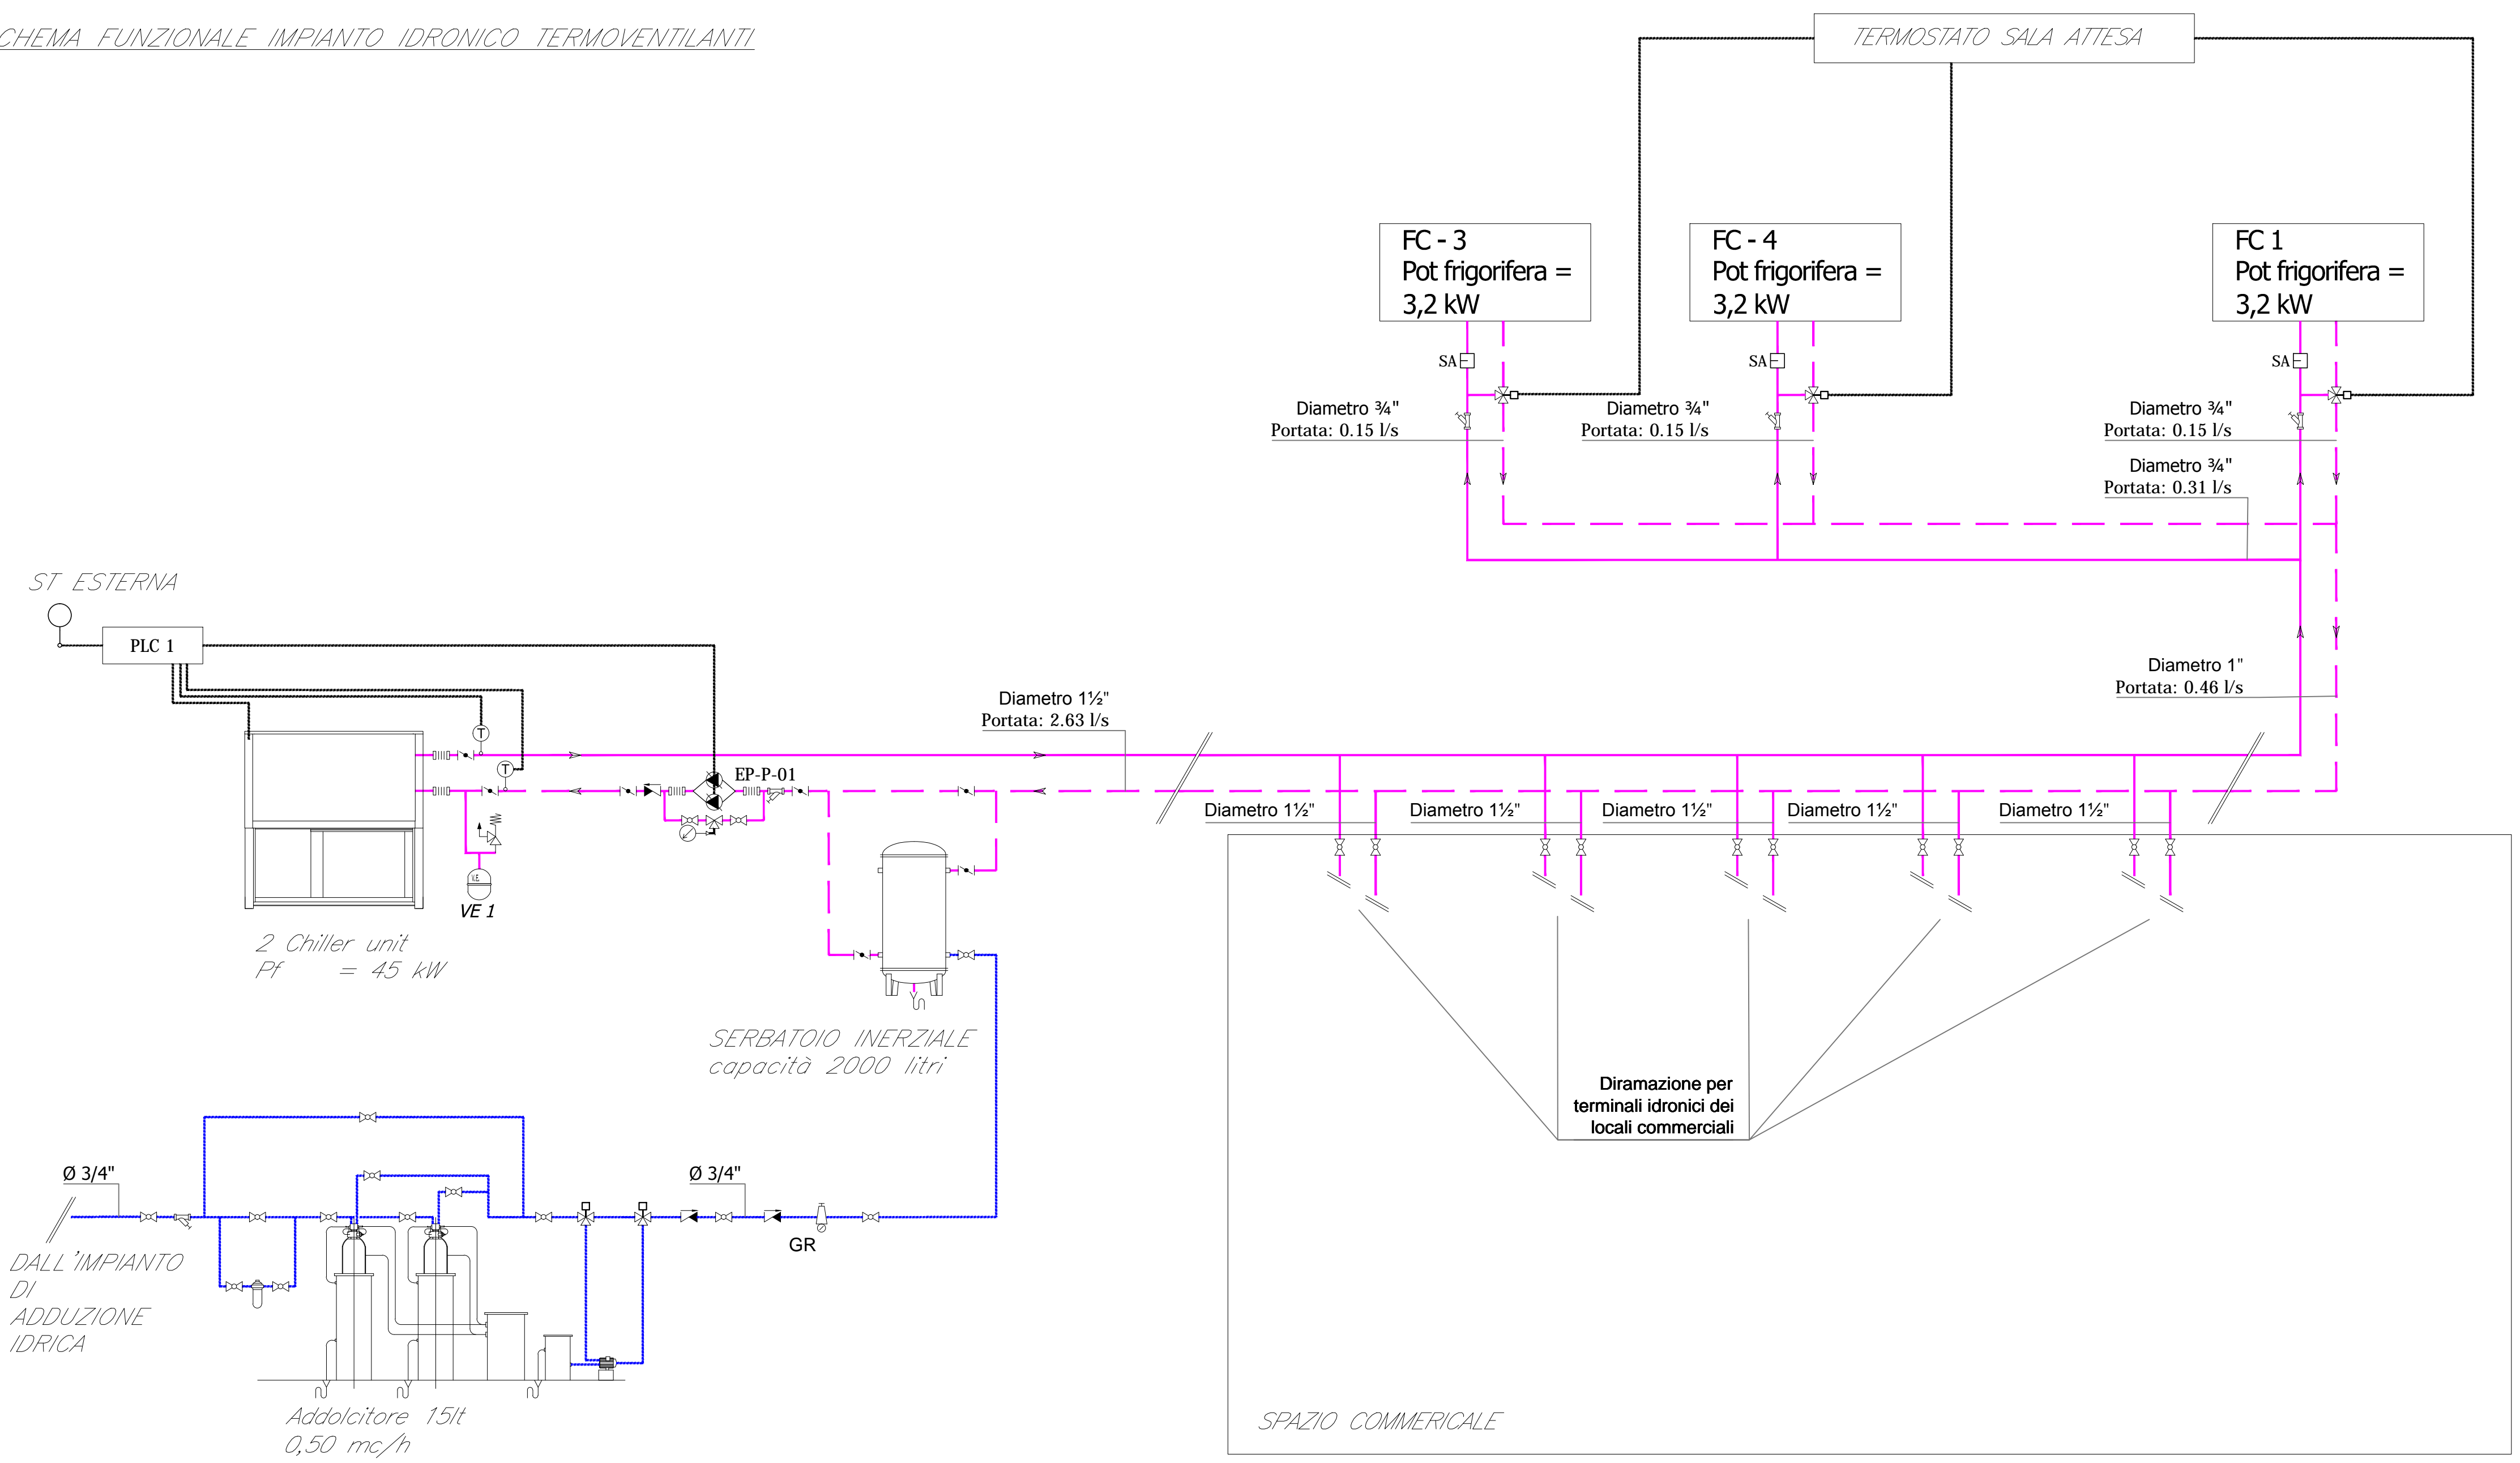 CHEMA FUNZIONALE IMPIANTO IDRONICO TERMOVENTILANTI
TERMOSTATO SALA ATTESA
FC - 3
Pot frigorifera =
3,2 kW
FC - 4
Pot frigorifera =
3,2 kW
FC 1
Pot frigorifera =
3,2 kW
SA
SA
SA
Diametro ¾"
Portata: 0.15 l/s
Diametro ¾"
Portata: 0.15 l/s
Diametro ¾"
Portata: 0.15 l/s
Diametro ¾"
Portata: 0.31 l/s
ST ESTERNA
PLC 1
Diametro 1"
Portata: 0.46 l/s
Diametro 1½"
Portata: 2.63 l/s
T
T
EP-P-01
Diametro 1½"
Diametro 1½"
Diametro 1½"
Diametro 1½"
Diametro 1½"
V.E.
VE 1
2 Chiller unit
Pf = 45 kW
SERBATOIO INERZIALE
capacità 2000 litri
Diramazione per
terminali idronici dei
locali commerciali
Ø 3/4"
Ø 3/4"
GR
DALL'IMPIANTO
DI
ADDUZIONE
IDRICA
Addolcitore 15lt
0,50 mc/h
SPAZIO COMMERICALE